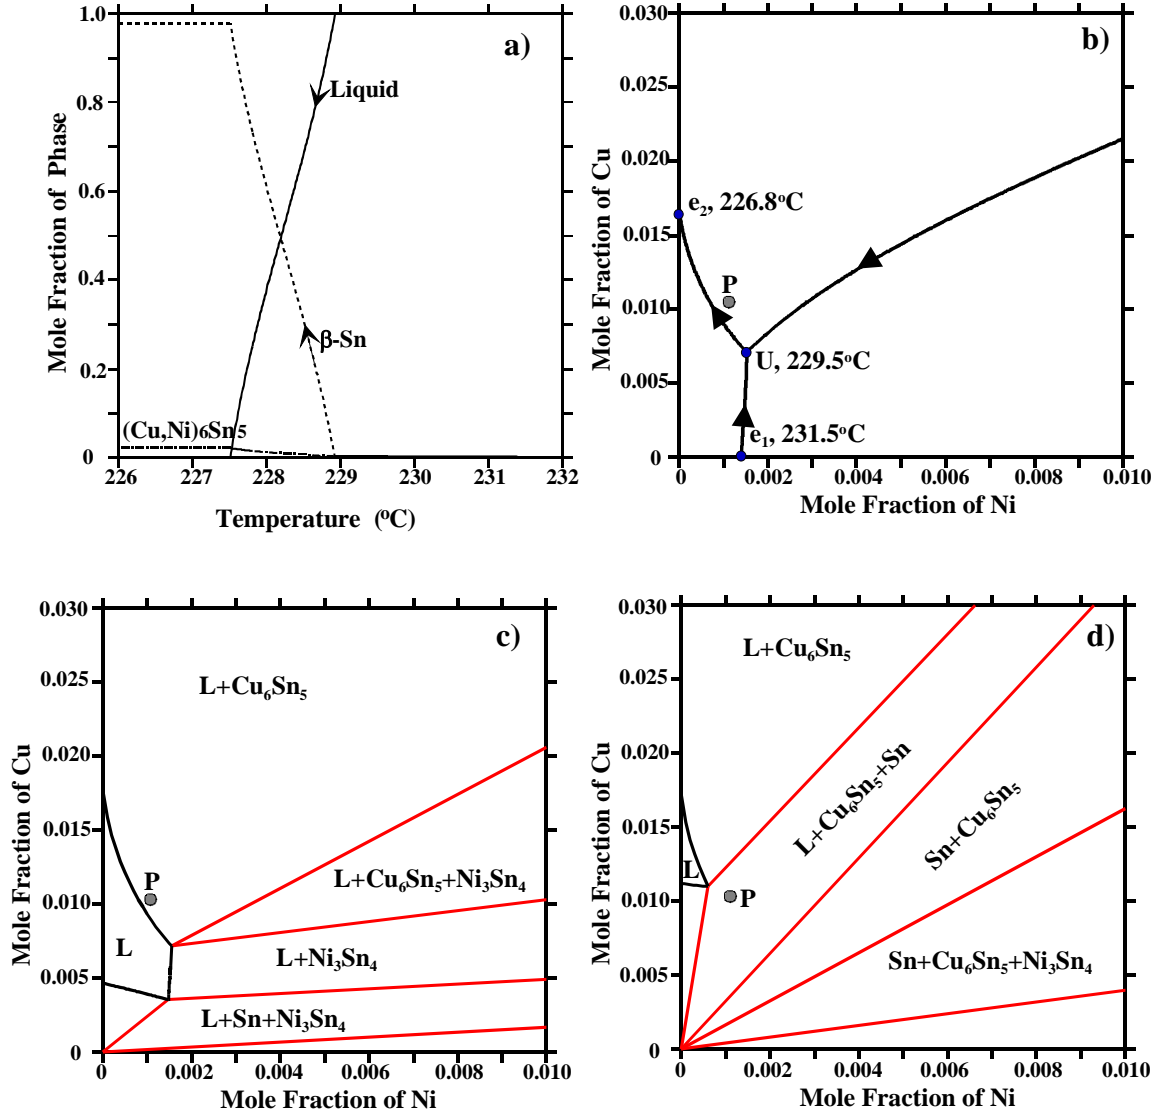 a)
1.0
0.8
0.6
0.4
0.2
0
Mole Fraction of Phase
Liquid
β-Sn
(Cu,Ni)6Sn5
226 227 228 229 230 231 232
Temperature (°C)
b)
0.030
0.025
0.020
0.015
0.010
0.005
0
Mole Fraction of Cu
e2, 226.8°C
P
U, 229.5°C
e1, 231.5°C
0 0.002 0.004 0.006 0.008 0.010
Mole Fraction of Ni
c)
0.030
0.025
0.020
0.015
0.010
0.005
0
Mole Fraction of Cu
L+Cu6Sn5
P
L+Cu6Sn5+Ni3Sn4
L
L+Ni3Sn4
L+Sn+Ni3Sn4
0 0.002 0.004 0.006 0.008 0.010
Mole Fraction of Ni
d)
0.030
0.025
0.020
0.015
0.010
0.005
0
Mole Fraction of Cu
L+Cu6Sn5
L+Cu6Sn5+Sn
Sn+Cu6Sn5
L
P
Sn+Cu6Sn5+Ni3Sn4
0 0.002 0.004 0.006 0.008 0.010
Mole Fraction of Ni